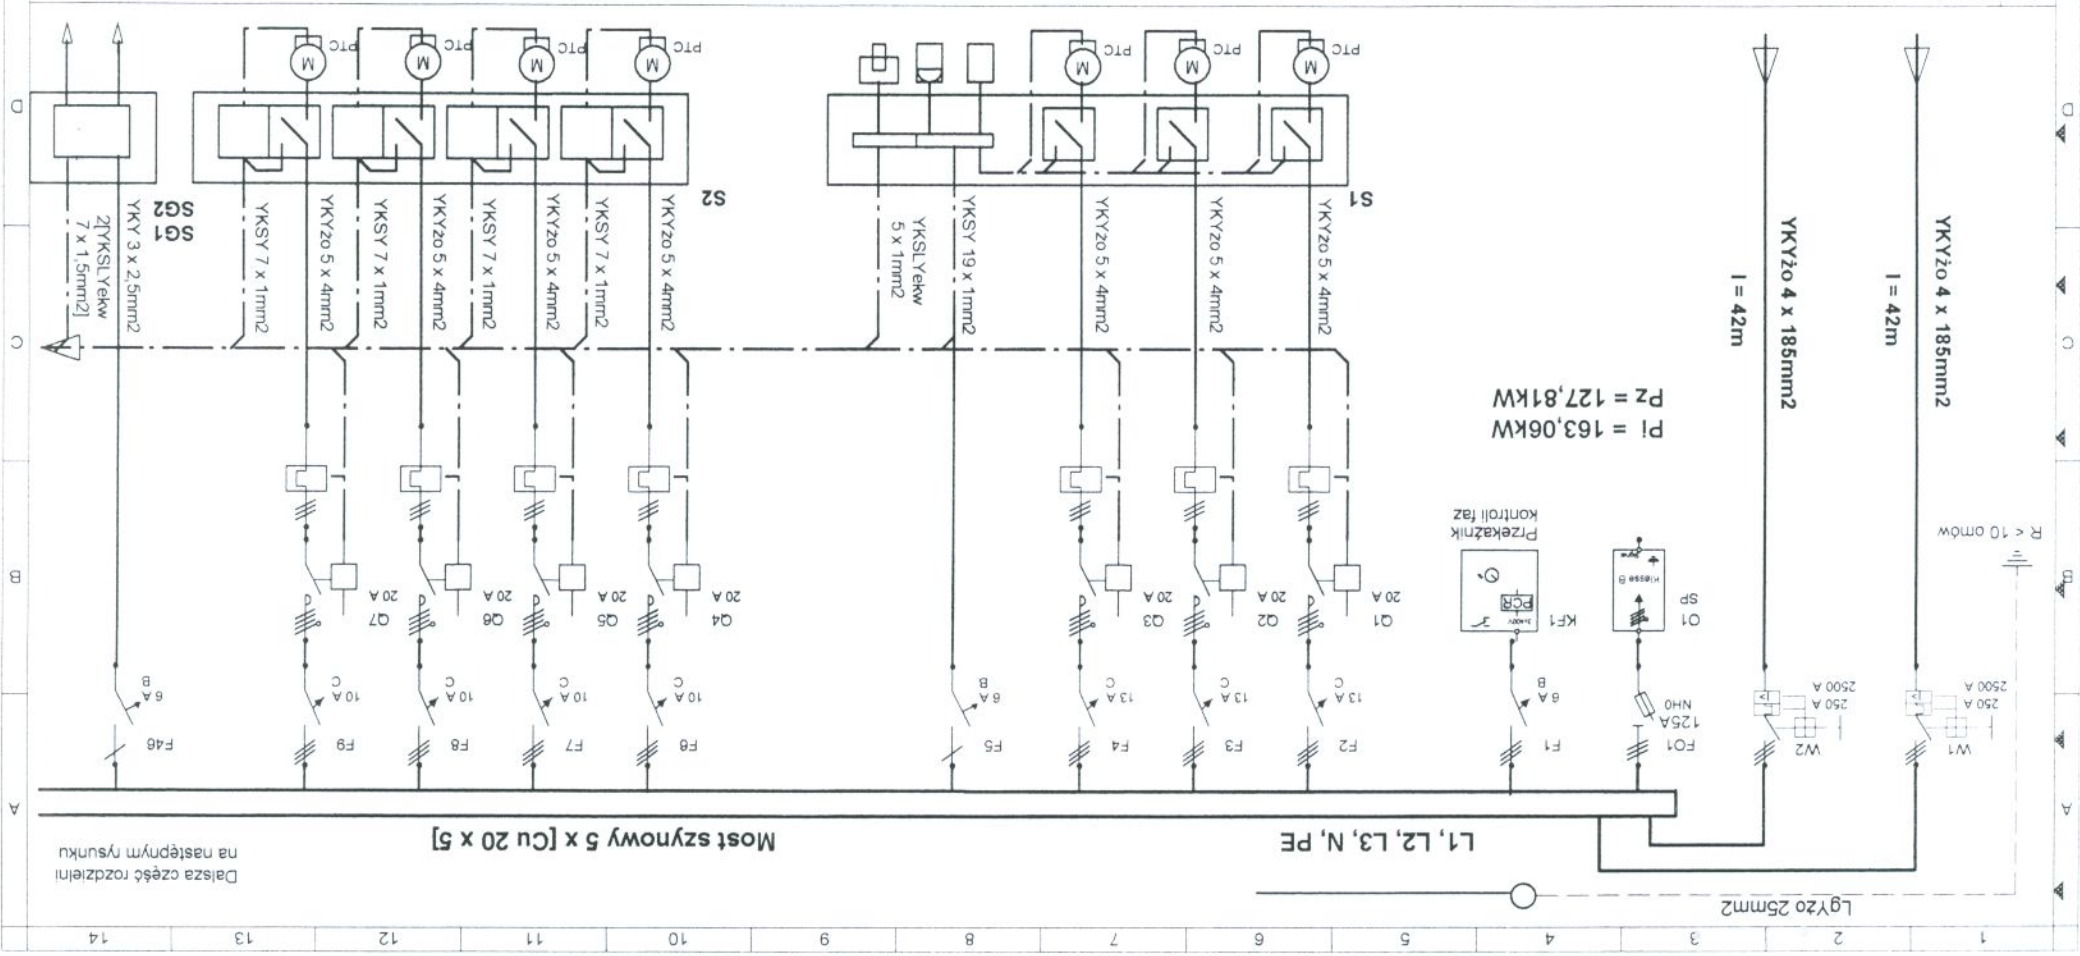 1 2 3 4 5 6 7 8 9 10 11 12 13 14
LgYżo 25mm2
Dalsza część rozdzielni
na następnym rysunku
L1, L2, L3, N, PE
Most szynowy 5 x [Cu 20 x 5]
A
A
W1
250 A
2500 A
W2
250 A
2500 A
FO1
125A
NH0
F1
6 A
B
F2
13 A
C
F3
13 A
C
F4
13 A
C
F5
6 A
B
F6
10 A
C
F7
10 A
C
F8
10 A
C
F9
10 A
C
F46
6 A
B
R < 10 omów
O1
SP
Klasse B
KF1
3x400V
PCR
Przekaźnik
kontroli faz
Q1
20 A
Q2
20 A
Q3
20 A
Q4
20 A
Q5
20 A
Q6
20 A
Q7
20 A
B
B
Pi = 163,06kW
Pz = 127,81kW
YKYżo 4 x 185mm2
l = 42m
YKYżo 4 x 185mm2
l = 42m
C
C
YKYżo 5 x 4mm2
YKYżo 5 x 4mm2
YKYżo 5 x 4mm2
YKSY 19 x 1mm2
YKSLYekw
5 x 1mm2
YKYżo 5 x 4mm2
YKSY 7 x 1mm2
YKYżo 5 x 4mm2
YKSY 7 x 1mm2
YKYżo 5 x 4mm2
YKSY 7 x 1mm2
YKYżo 5 x 4mm2
YKSY 7 x 1mm2
YKY 3 x 2,5mm2
2[YKSLYekw
7 x 1,5mm2]
S1
S2
SG1
SG2
D
D
M
PTC
M
PTC
M
PTC
M
PTC
M
PTC
M
PTC
M
PTC